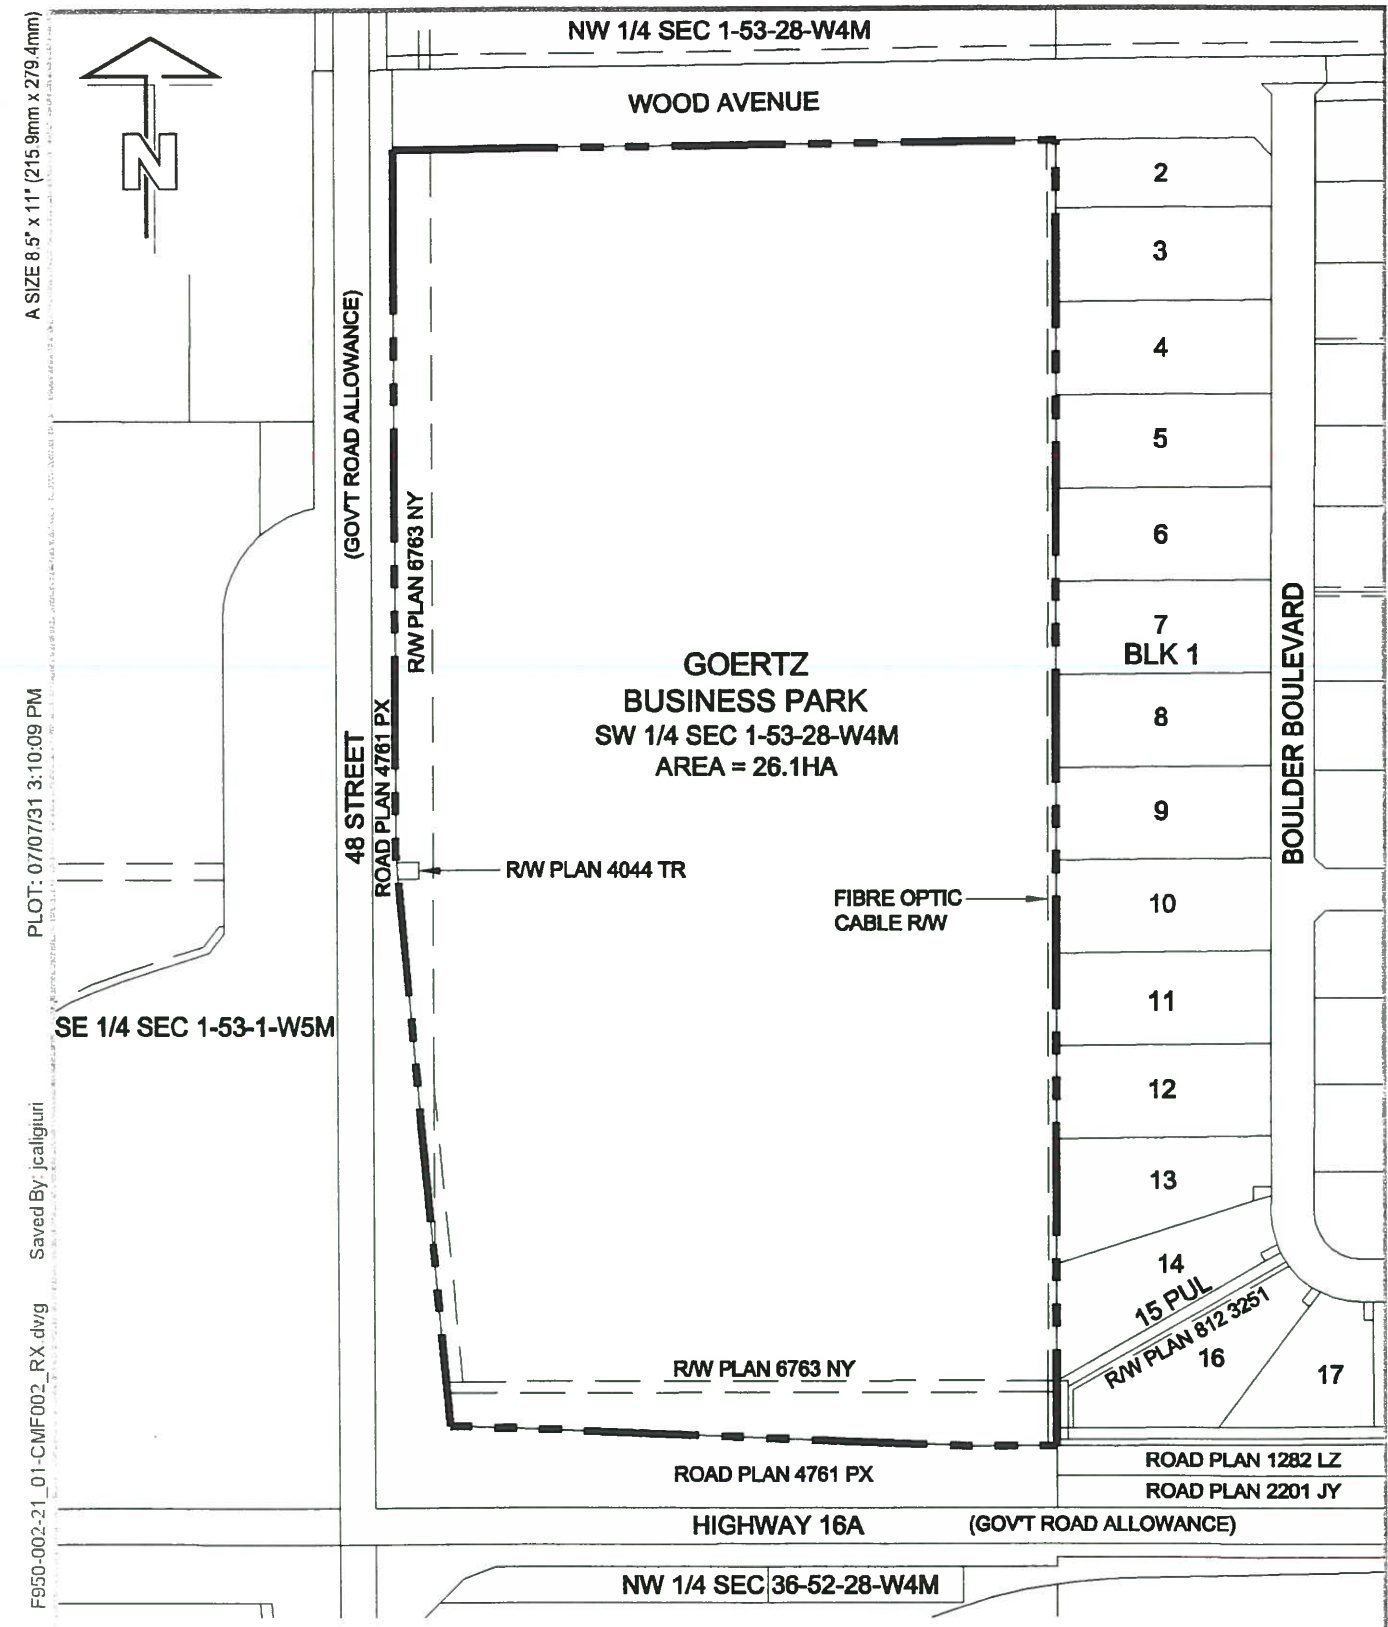 NW 1/4 SEC 1-53-28-W4M
WOOD AVENUE
A SIZE 8.5" x 11" (215.9mm x 279.4mm)
N
(GOV'T ROAD ALLOWANCE)
R/W PLAN 6763 NY
2
3
4
5
6
7
BLK 1
8
9
10
11
12
13
14
15 PUL
R/W PLAN 812 3251
16
17
BOULDER BOULEVARD
GOERTZ
BUSINESS PARK
SW 1/4 SEC 1-53-28-W4M
AREA = 26.1HA
48 STREET
ROAD PLAN 4761 PX
R/W PLAN 4044 TR
FIBRE OPTIC
CABLE R/W
PLOT: 07/07/31 3:10:09 PM
SE 1/4 SEC 1-53-1-W5M
Saved By: jcaligiuri
F950-002-21_01-CMF002_RX.dwg
R/W PLAN 6763 NY
ROAD PLAN 4761 PX
ROAD PLAN 1282 LZ
ROAD PLAN 2201 JY
HIGHWAY 16A
(GOV'T ROAD ALLOWANCE)
NW 1/4 SEC 36-52-28-W4M